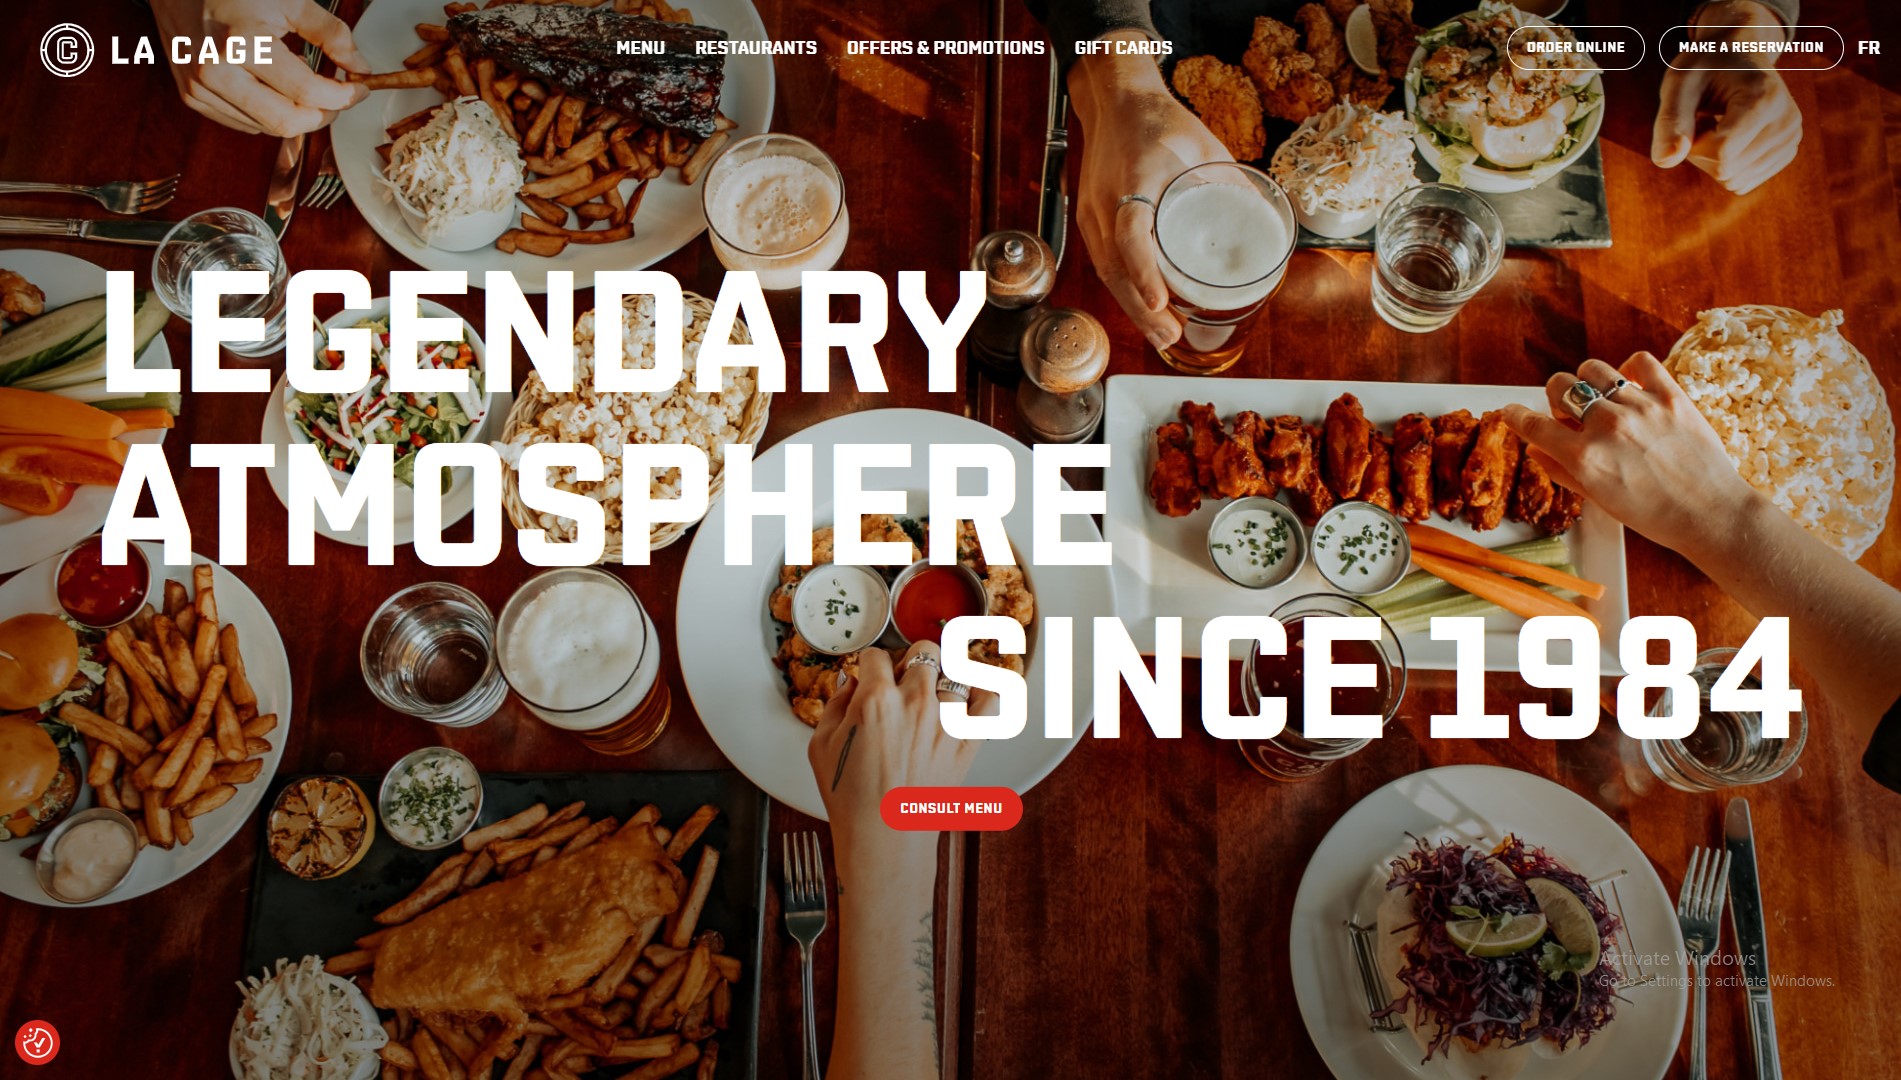 LA CAGE
MENU
RESTAURANTS
OFFERS & PROMOTIONS
GIFT CARDS
ORDER ONLINE
MAKE A RESERVATION
FR
LEGENDARY
ATMOSPHERE
SINCE 1984
CONSULT MENU
Activate Windows
Go to Settings to activate Windows.